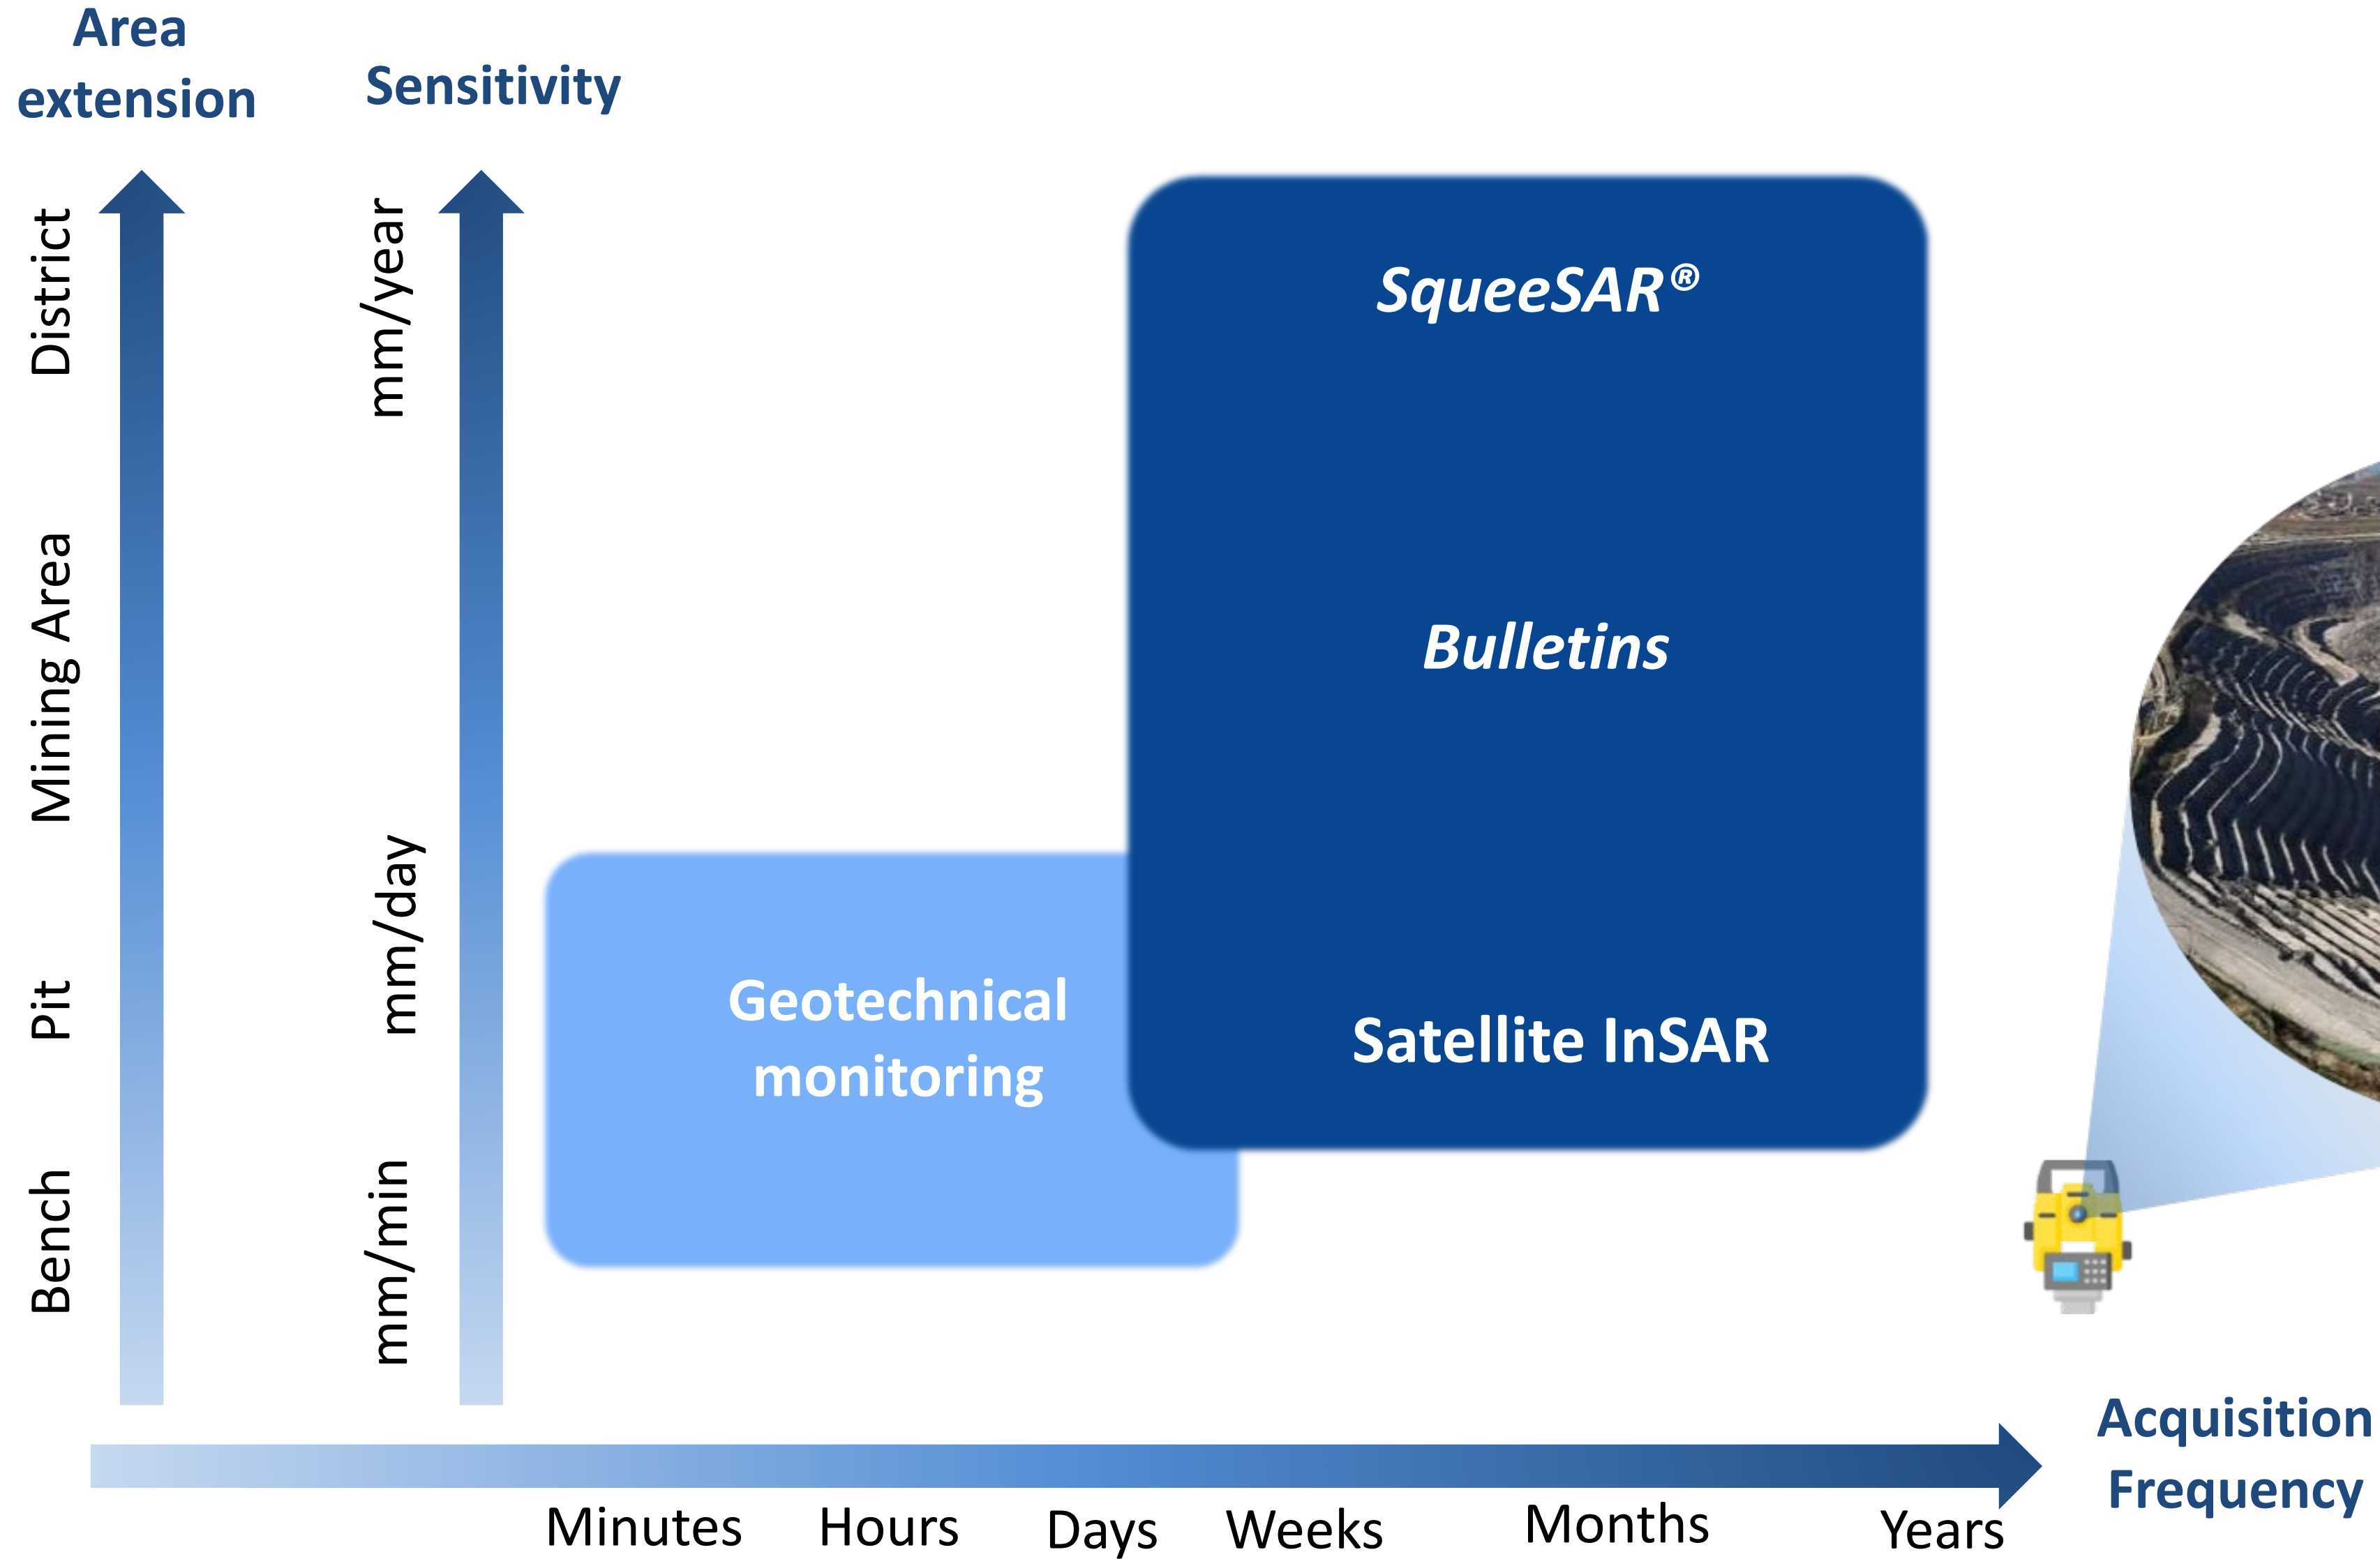 Area
extension
Sensitivity
District
Mining Area
Pit
Bench
mm/year
mm/day
mm/min
SqueeSAR®
Bulletins
Satellite InSAR
Geotechnical
monitoring
Minutes
Hours
Days
Weeks
Months
Years
Acquisition
Frequency